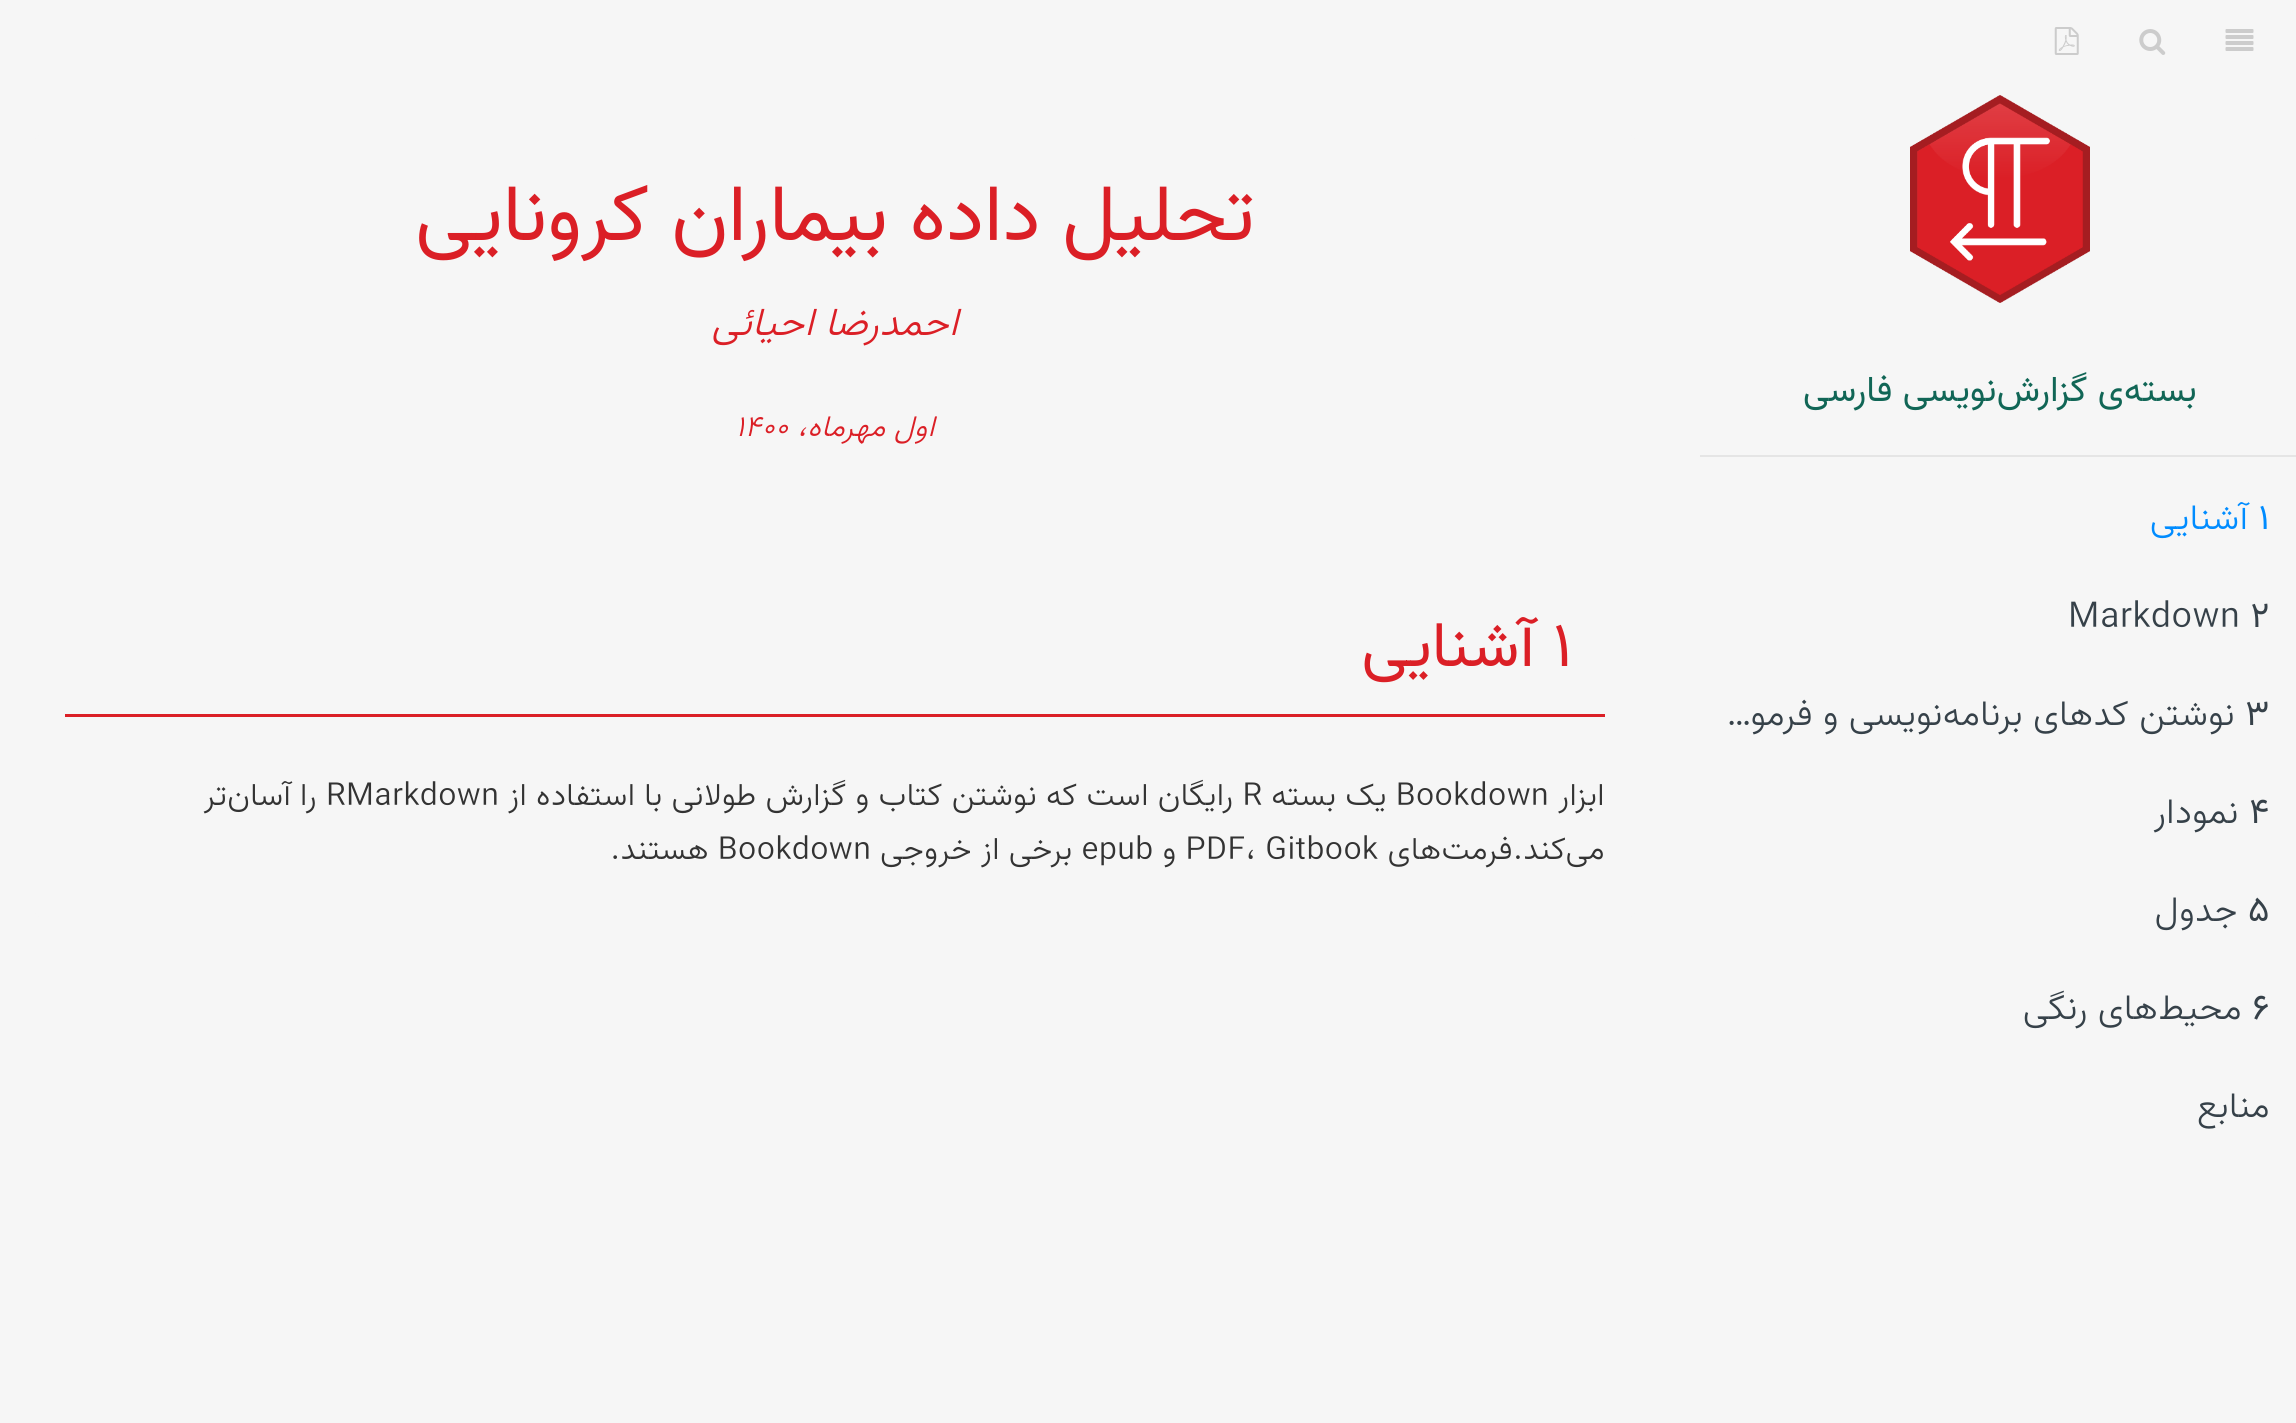 بسته‌ی گزارش‌نویسی فارسی
۱ آشنایی
۲ Markdown
۳ نوشتن کدهای برنامه‌نویسی و فرمو...
۴ نمودار
۵ جدول
۶ محیط‌های رنگی
منابع
تحلیل داده بیماران کرونایی
احمدرضا احیائی
اول مهرماه، ۱۴۰۰
۱ آشنایی
ابزار Bookdown یک بسته R رایگان است که نوشتن کتاب و گزارش طولانی با استفاده از RMarkdown را آسان‌تر
می‌کند.فرمت‌های PDF، Gitbook و epub برخی از خروجی Bookdown هستند.